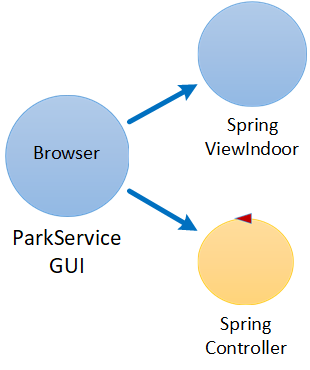 Spring
ViewIndoor
Browser
ParkService
GUI
Spring
Controller